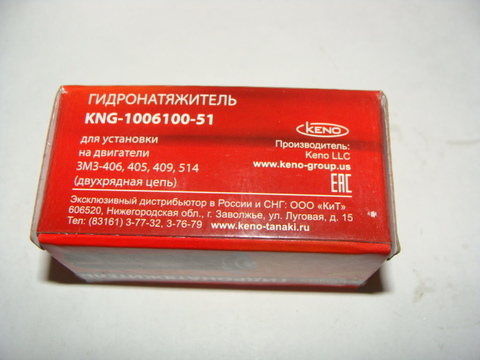 ГИДРОНАТЯЖИТЕЛЬ
KNG-1006100-51
для установки
на двигатели
ЗМЗ-406, 405, 409, 514
(двухрядная цепь)
KENO
Производитель:
Keno LLC
www.keno-group.us
EAC
Эксклюзивный дистрибьютор в России и СНГ: ООО «КиТ»
606520, Нижегородская обл., г. Заволжье, ул. Луговая, д. 15
Тел: (83161) 3-77-32, 3-76-79 www.keno-tanaki.ru